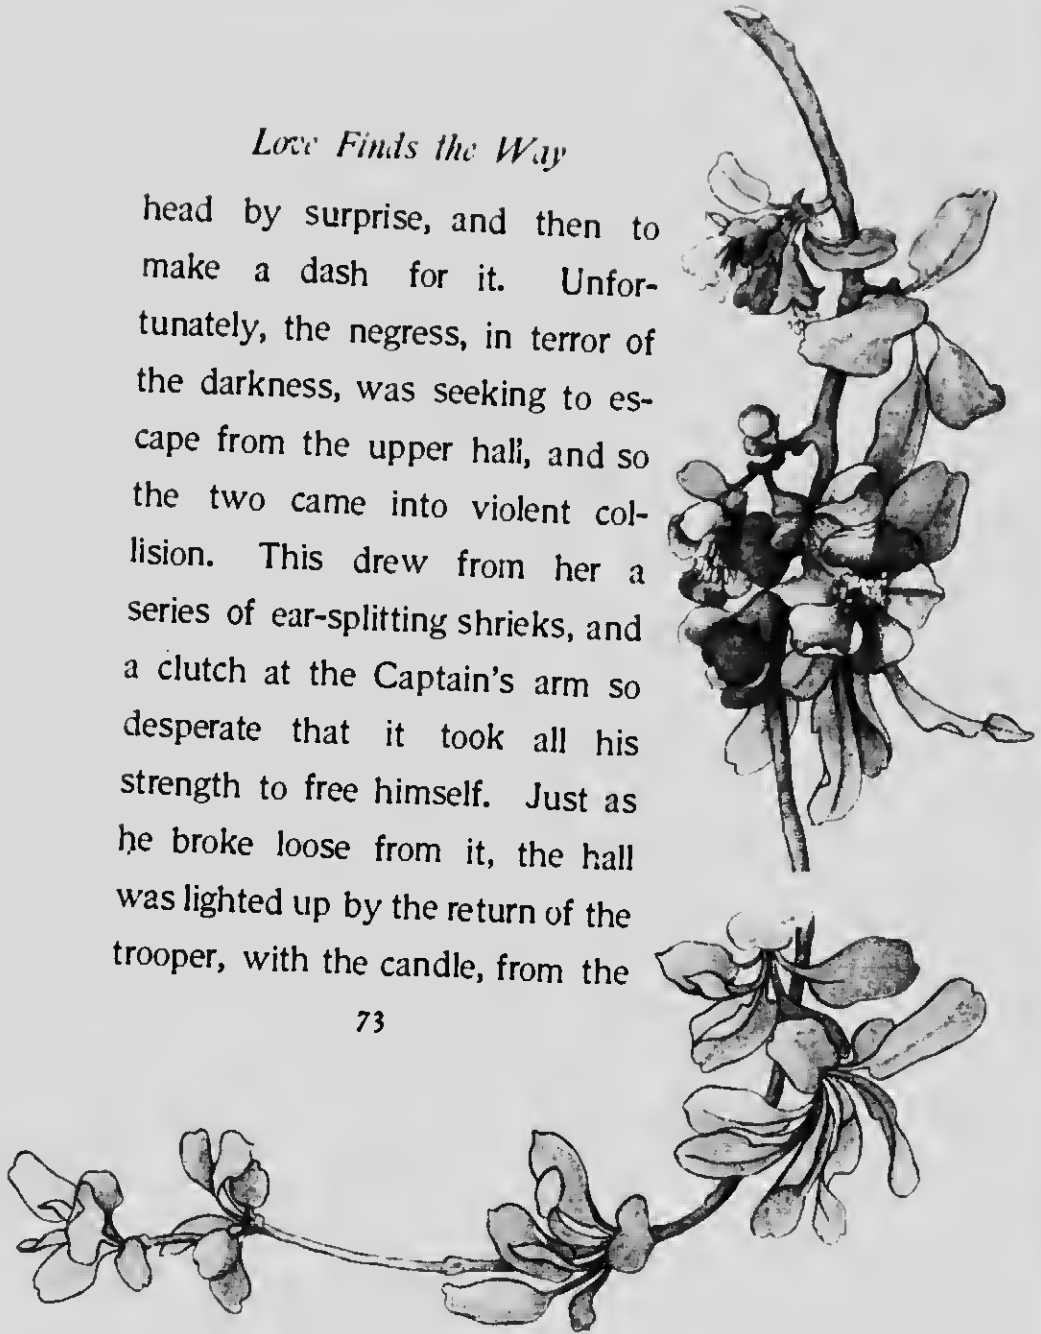 Love Finds the Way
head by surprise, and then to
make a dash for it. Unfor-
tunately, the negress, in terror of
the darkness, was seeking to es-
cape from the upper hall, and so
the two came into violent col-
lision. This drew from her a
series of ear-splitting shrieks, and
a clutch at the Captain's arm so
desperate that it took all his
strength to free himself. Just as
he broke loose from it, the hall
was lighted up by the return of the
trooper, with the candle, from the
73